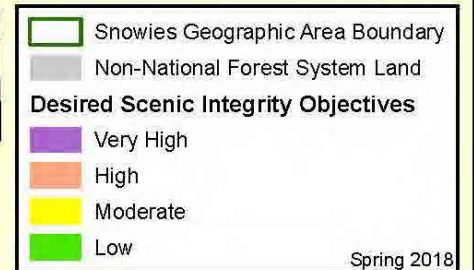 Snowies Geographic Area Boundary
Non-National Forest System Land
Desired Scenic Integrity Objectives
Very High
High
Moderate
Low
Spring 2018